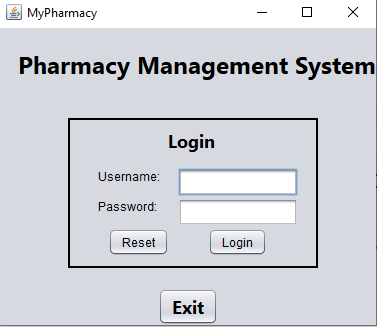 MyPharmacy
Pharmacy Management System
Login
Username:
Password:
Reset Login
Exit